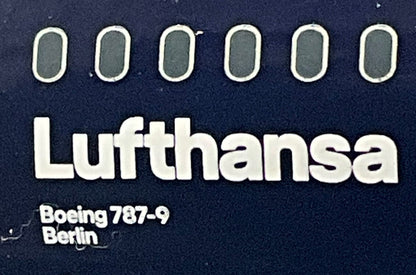 Lufthansa
Boeing 787-9
Berlin